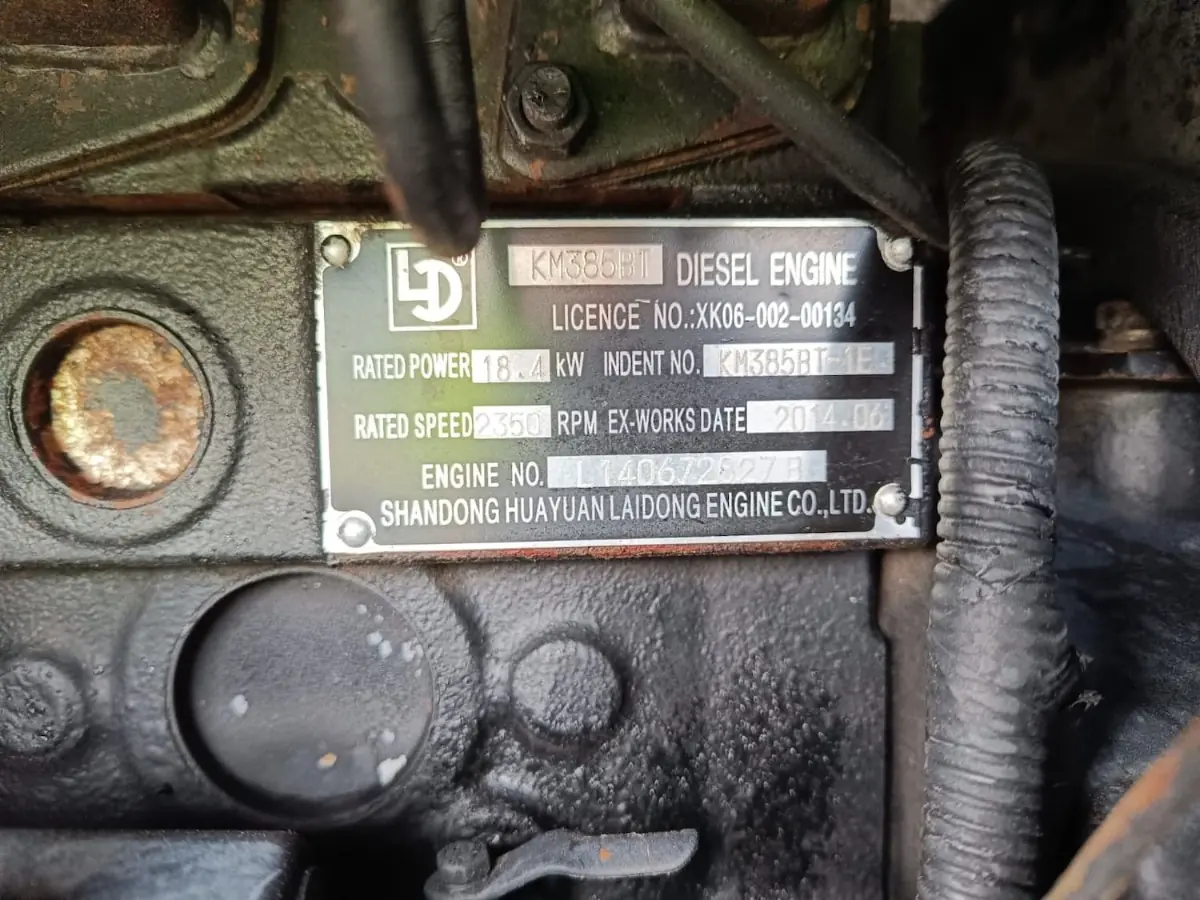 LD®
KM385BT DIESEL ENGINE
LICENCE NO.:XK06-002-00134
RATED POWER 18.4 kW INDENT NO. KM385BT-1E
RATED SPEED 2350 RPM EX-WORKS DATE 2014.06
ENGINE NO. L140672827B
SHANDONG HUAYUAN LAIDONG ENGINE CO.,LTD.